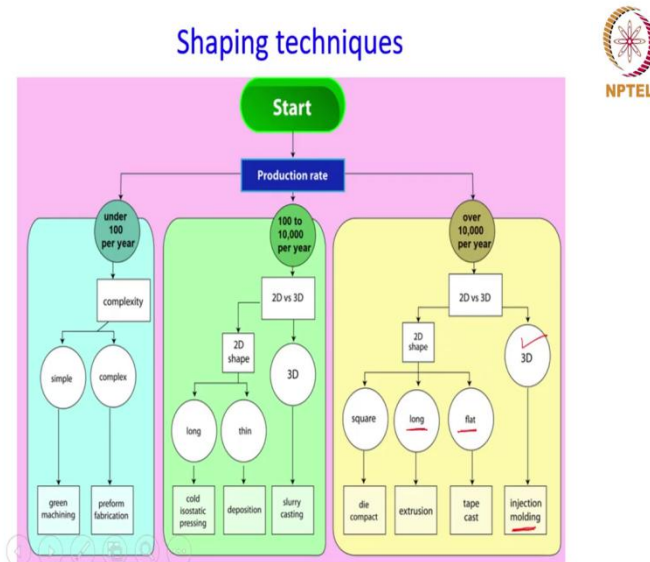 Shaping techniques
NPTEL
Start
Production rate
under
100
per year
100 to
10,000
per year
over
10,000
per year
complexity
2D vs 3D
2D vs 3D
2D
shape
2D
shape
3D
3D
simple
complex
long
thin
square
long
flat
green
machining
preform
fabrication
cold
isostatic
pressing
deposition
slurry
casting
die
compact
extrusion
tape
cast
injection
molding